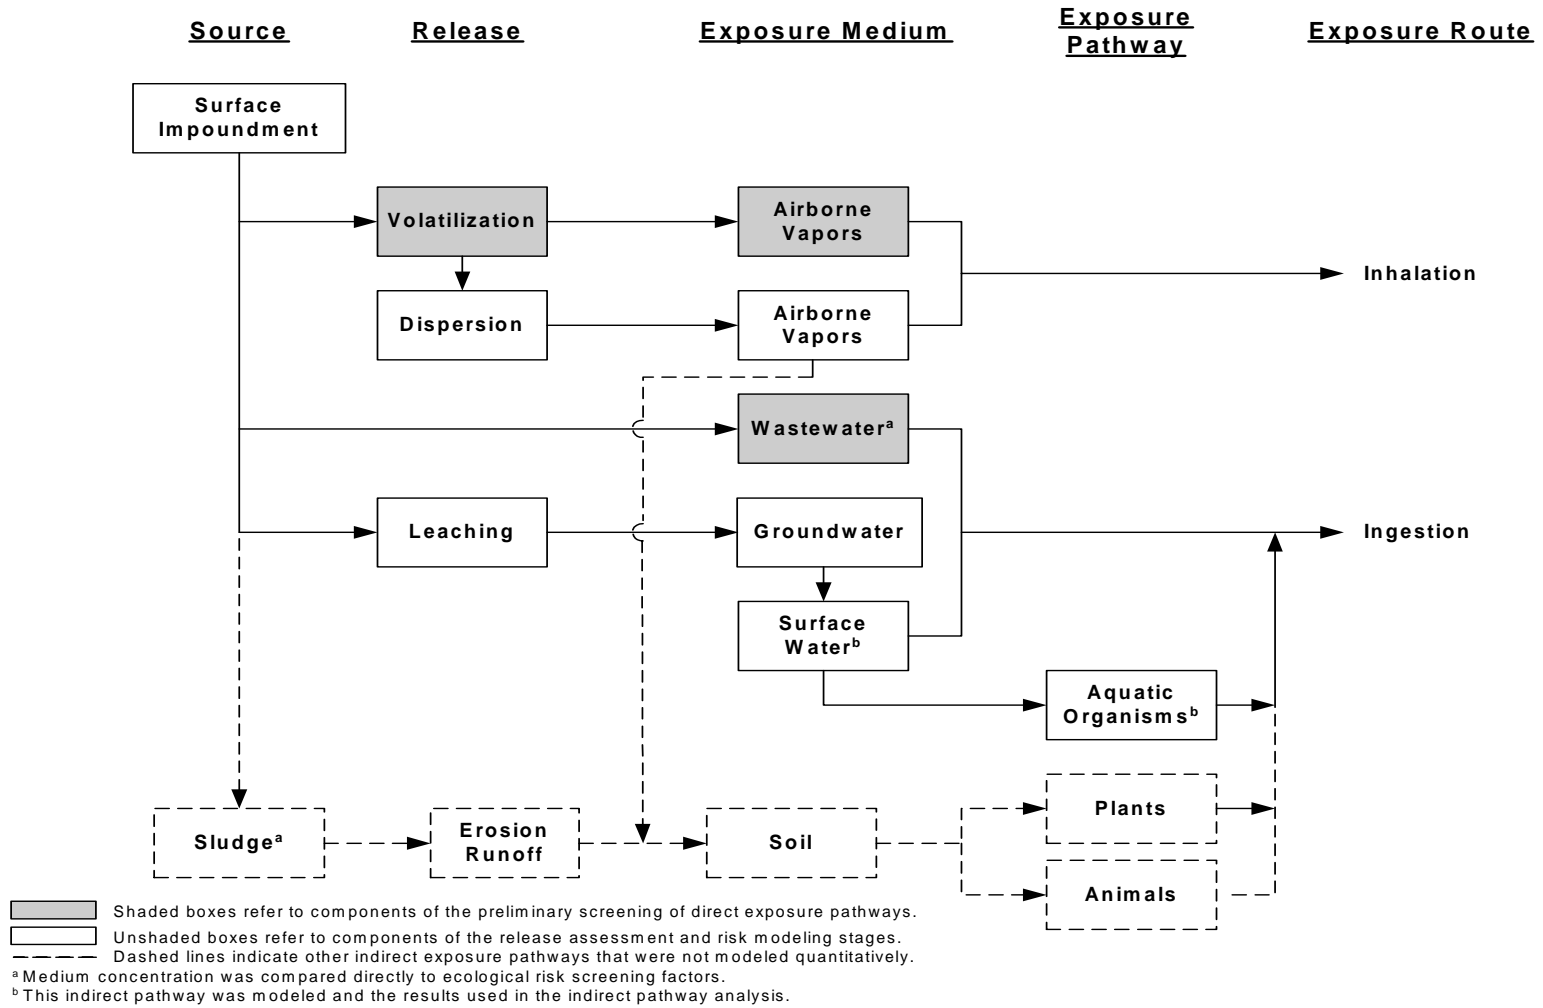 Source
Release
Exposure Medium
Exposure
Pathway
Exposure Route
Surface
Impoundment
Volatilization
Airborne
Vapors
Inhalation
Dispersion
Airborne
Vapors
Wastewaterᵃ
Leaching
Groundwater
Ingestion
Surface
Waterᵇ
Aquatic
Organismsᵇ
Plants
Sludgeᵃ
Erosion
Runoff
Soil
Animals
Shaded boxes refer to components of the preliminary screening of direct exposure pathways.
Unshaded boxes refer to components of the release assessment and risk modeling stages.
Dashed lines indicate other indirect exposure pathways that were not modeled quantitatively.
ᵃ Medium concentration was compared directly to ecological risk screening factors.
ᵇ This indirect pathway was modeled and the results used in the indirect pathway analysis.